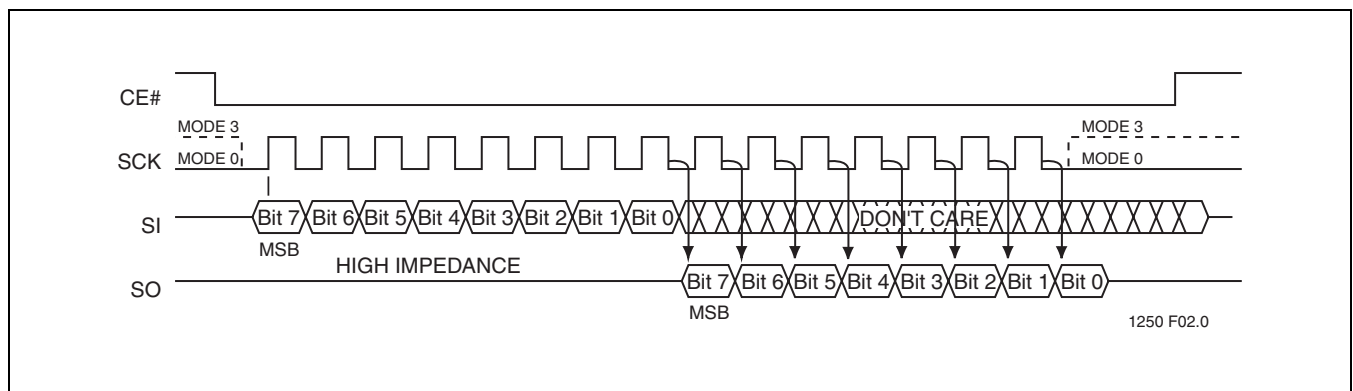 CE#
MODE 3 MODE 3
SCK MODE 0 MODE 0
SI Bit 7 Bit 6 Bit 5 Bit 4 Bit 3 Bit 2 Bit 1 Bit 0 DON'T CARE
MSB
HIGH IMPEDANCE
SO Bit 7 Bit 6 Bit 5 Bit 4 Bit 3 Bit 2 Bit 1 Bit 0
MSB
1250 F02.0